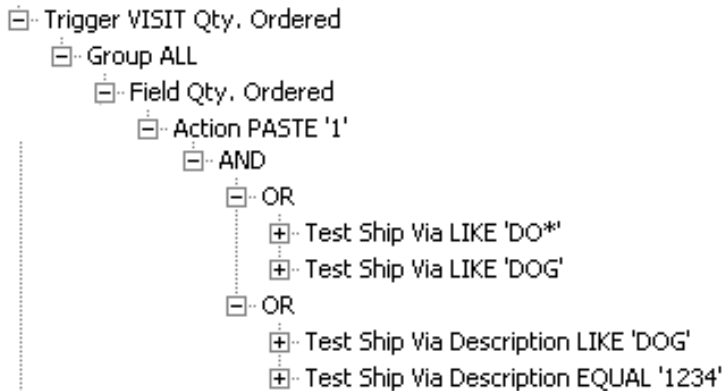 Trigger VISIT Qty. Ordered
Group ALL
Field Qty. Ordered
Action PASTE '1'
AND
OR
Test Ship Via LIKE 'DO*'
Test Ship Via LIKE 'DOG'
OR
Test Ship Via Description LIKE 'DOG'
Test Ship Via Description EQUAL '1234'